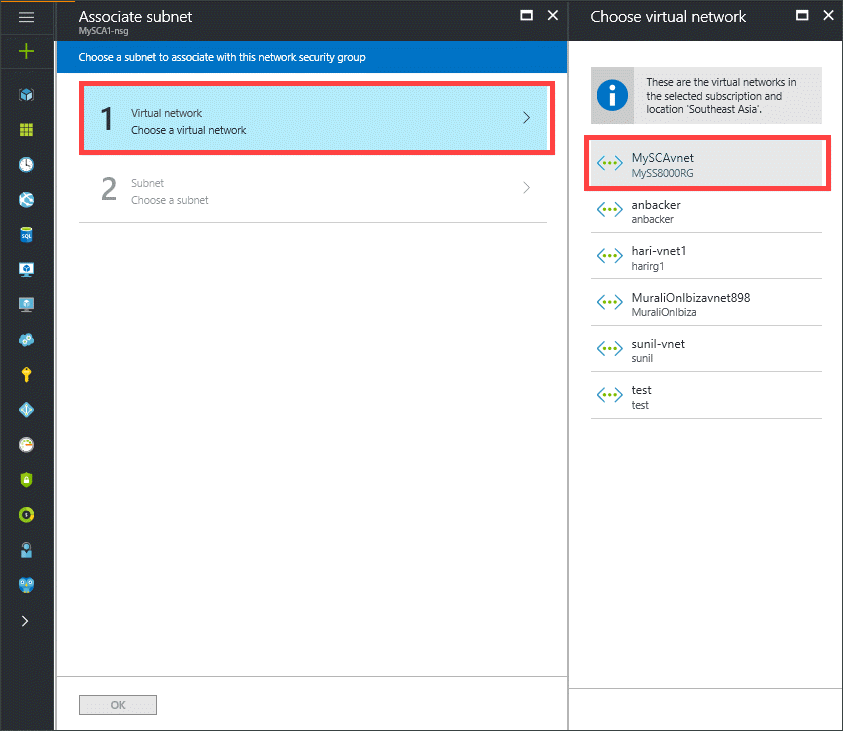 Associate subnet
MySCA1-nsg
Choose a subnet to associate with this network security group
1
Virtual network
Choose a virtual network
2
Subnet
Choose a subnet
OK
Choose virtual network
These are the virtual networks in
the selected subscription and
location 'Southeast Asia'.
MySCAvnet
MySS8000RG
anbacker
anbacker
hari-vnet1
harirg1
MuraliOnIbizavnet898
MuraliOnIbiza
sunil-vnet
sunil
test
test
SQL